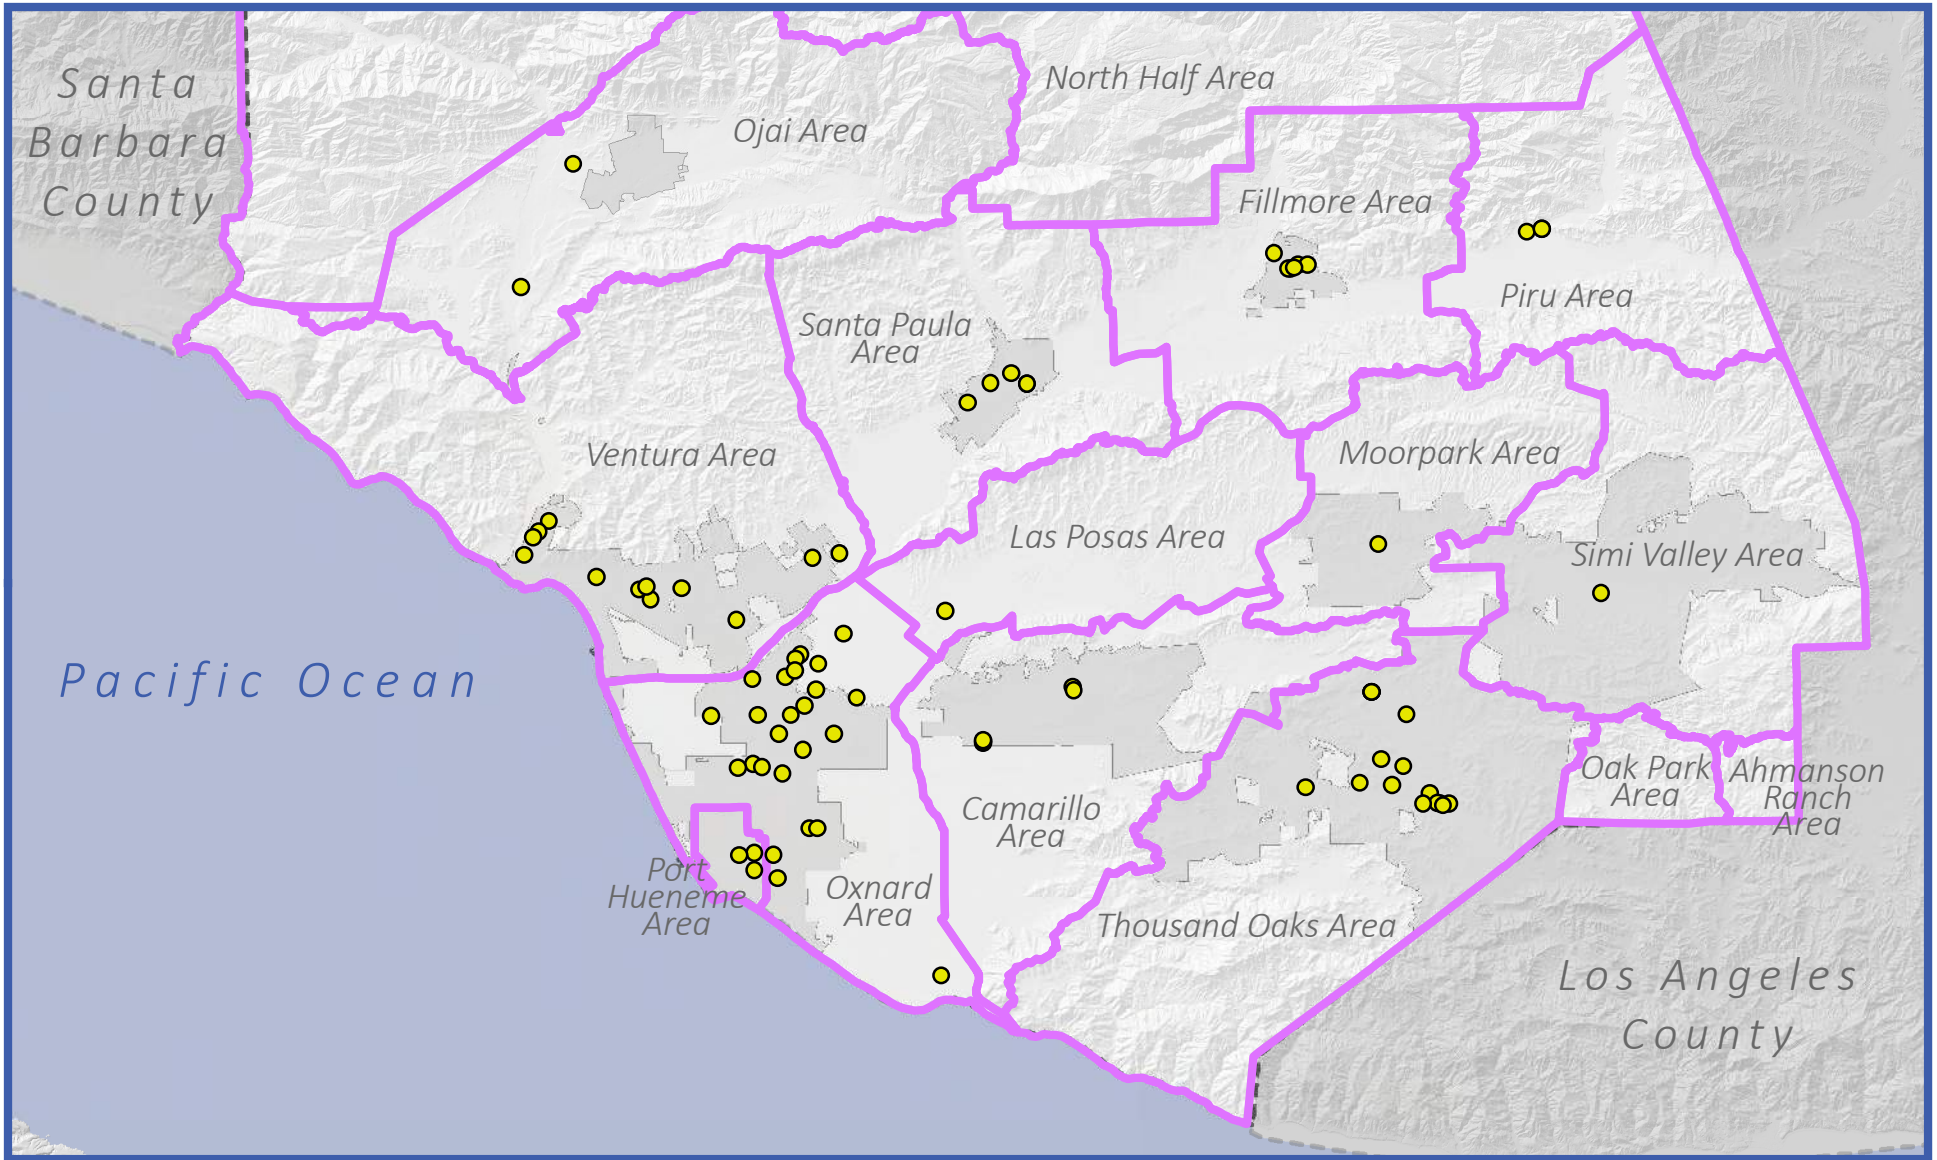 Santa
Barbara
County
North Half Area
Ojai Area
Fillmore Area
Piru Area
Santa Paula
Area
Ventura Area
Moorpark Area
Las Posas Area
Simi Valley Area
Pacific Ocean
Oak Park
Area
Ahmanson
Ranch
Area
Camarillo
Area
Port
Hueneme
Area
Oxnard
Area
Thousand Oaks Area
Los Angeles
County